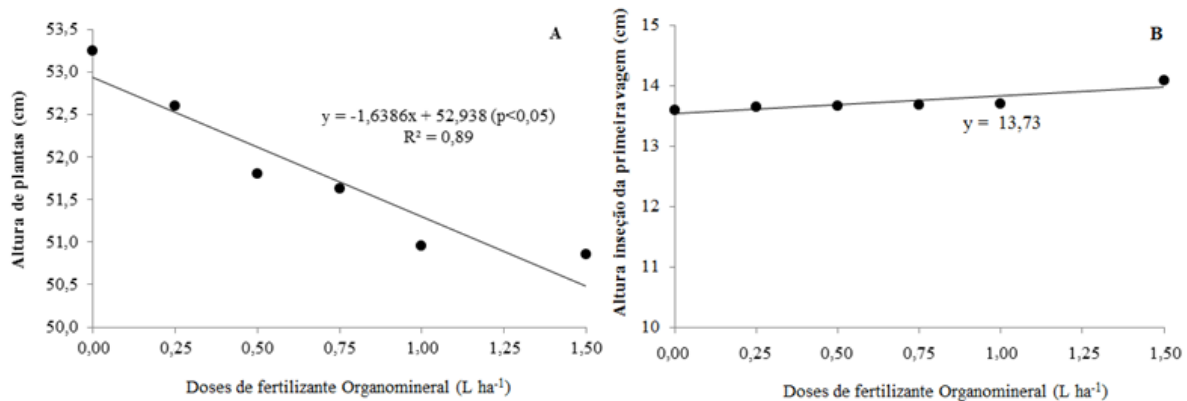 A
Altura de plantas (cm)
53,5
53,0
52,5
52,0
51,5
51,0
50,5
50,0
y = -1,6386x + 52,938 (p<0,05)
R² = 0,89
0,00 0,25 0,50 0,75 1,00 1,25 1,50
Doses de fertilizante Organomineral (L ha⁻¹)
B
Altura inseção da primeira vagem (cm)
15
14
13
12
11
10
y = 13,73
0,00 0,25 0,50 0,75 1,00 1,25 1,50
Doses de fertilizante Organomineral (L ha⁻¹)